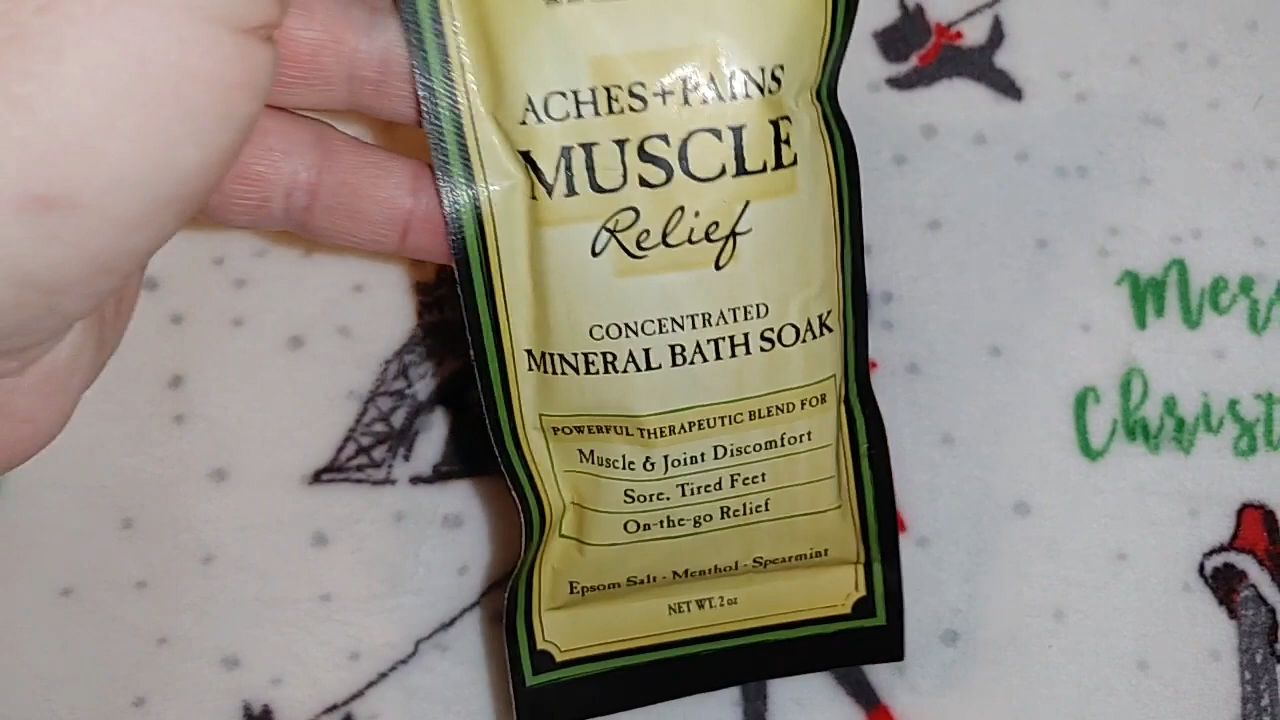 ACHES+PAINS
MUSCLE
Relief
CONCENTRATED
MINERAL BATH SOAK
POWERFUL THERAPEUTIC BLEND FOR
Muscle & Joint Discomfort
Sore, Tired Feet
On-the-go Relief
Epsom Salt - Menthol - Spearmint
NET WT. 2 oz
Mer
Christ